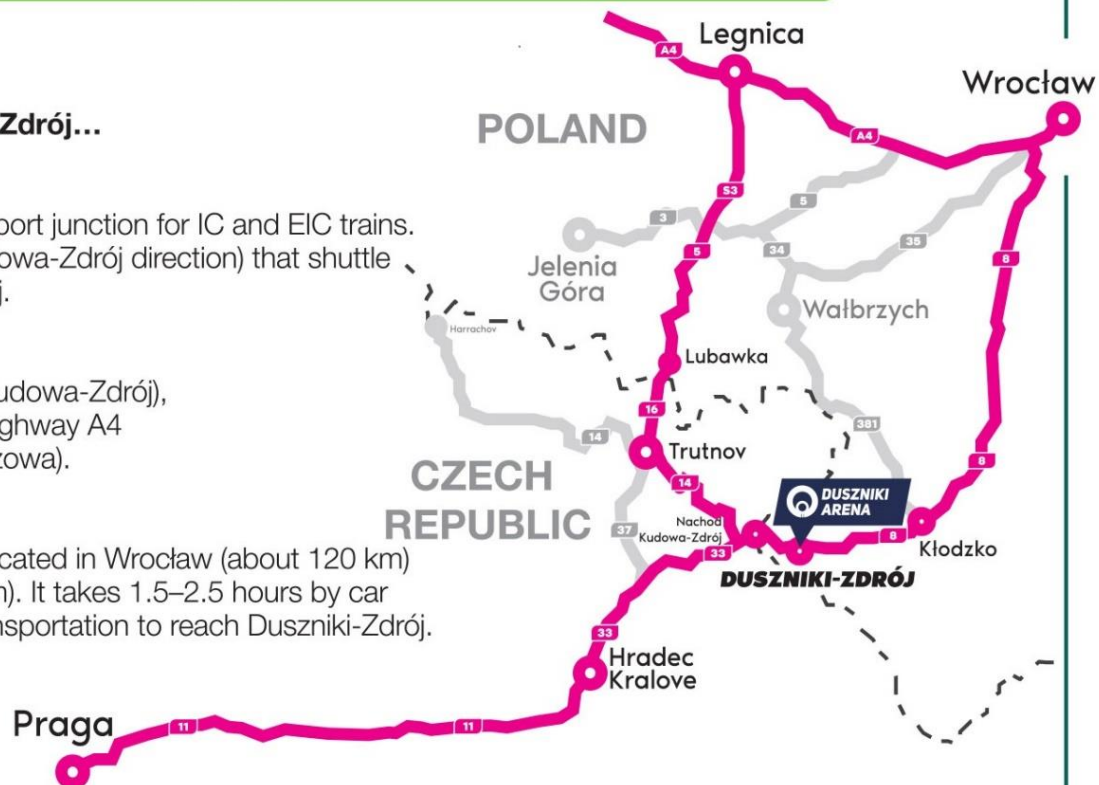 Zdrój...
port junction for IC and EIC trains.
owa-Zdrój direction) that shuttle
j.
udowa-Zdrój),
ghway A4
zowa).
cated in Wrocław (about 120 km)
n). It takes 1.5–2.5 hours by car
nsportation to reach Duszniki-Zdrój.
Legnica
A4
Wrocław
POLAND
A4
S3
5
3
34
35
5
8
Jelenia
Góra
Wałbrzych
Harrachov
Lubawka
16
14
381
Trutnov
8
CZECH
REPUBLIC
14
DUSZNIKI
ARENA
37
Nachod
Kudowa-Zdrój
33
8
Kłodzko
DUSZNIKI-ZDRÓJ
33
Hradec
Kralove
Praga
11
11